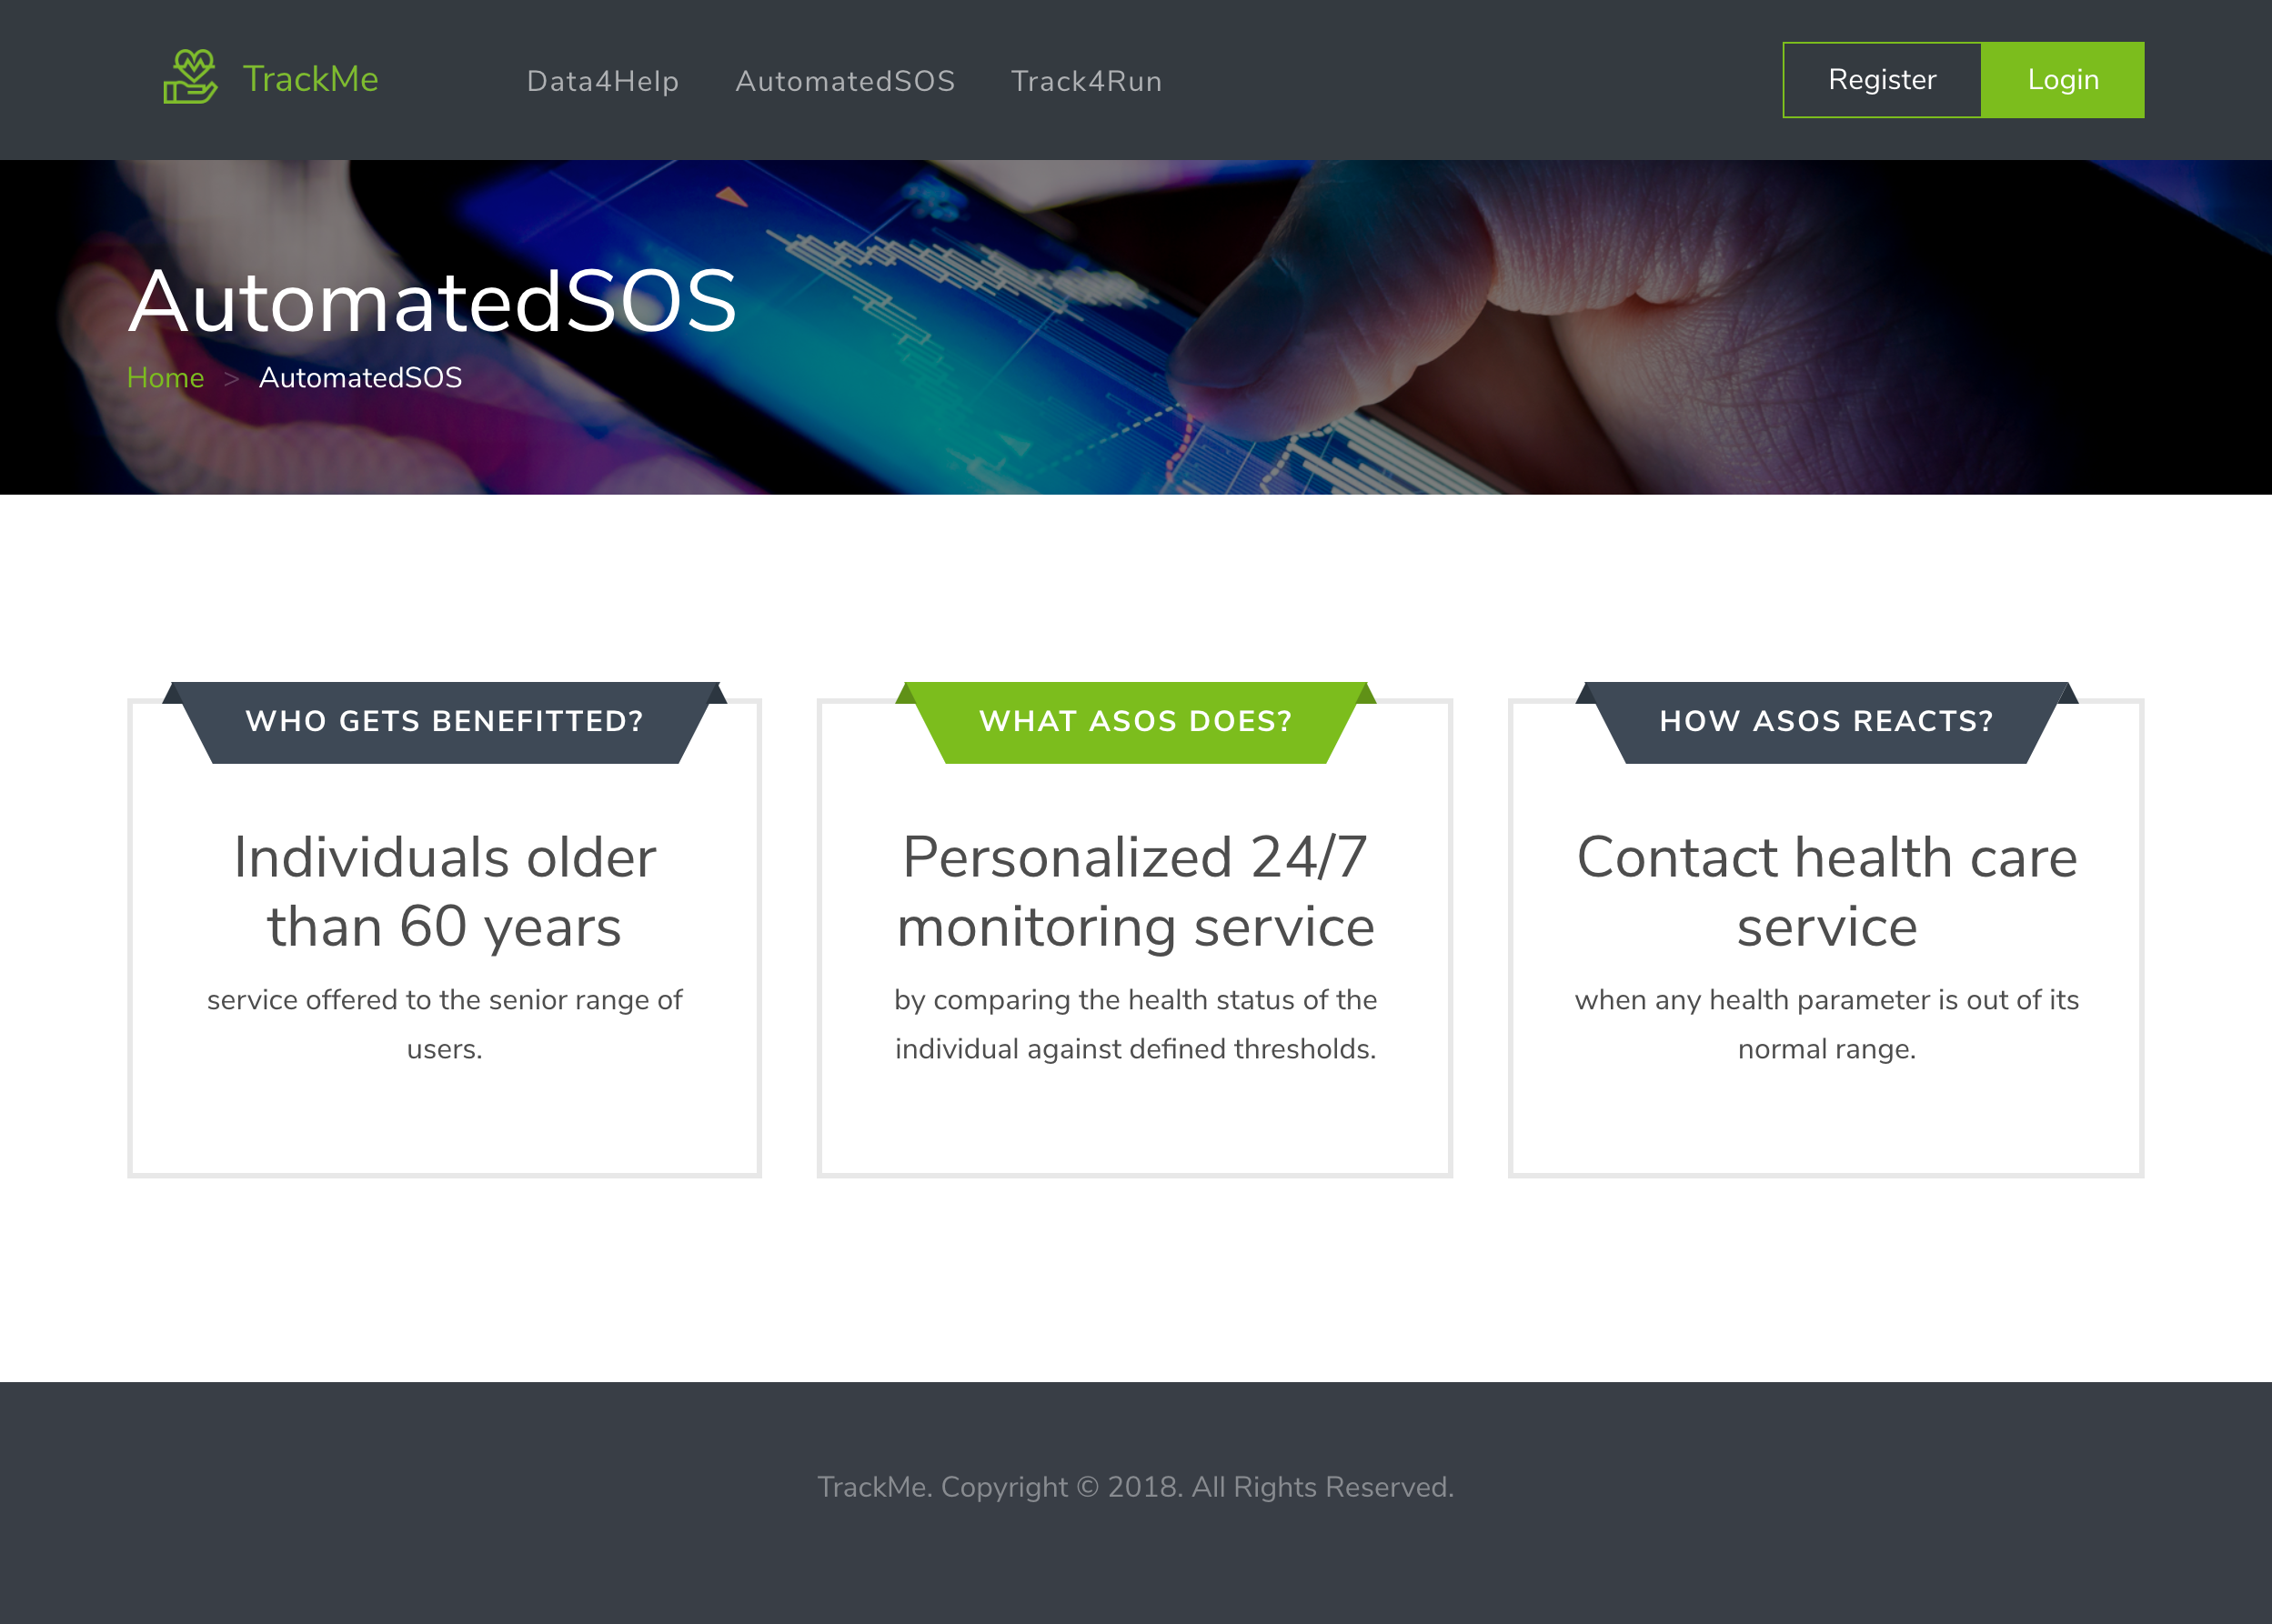 TrackMe
Data4Help
AutomatedSOS
Track4Run
Register
Login
AutomatedSOS
Home > AutomatedSOS
WHO GETS BENEFITTED?
Individuals older
than 60 years
service offered to the senior range of
users.
WHAT ASOS DOES?
Personalized 24/7
monitoring service
by comparing the health status of the
individual against defined thresholds.
HOW ASOS REACTS?
Contact health care
service
when any health parameter is out of its
normal range.
TrackMe. Copyright © 2018. All Rights Reserved.